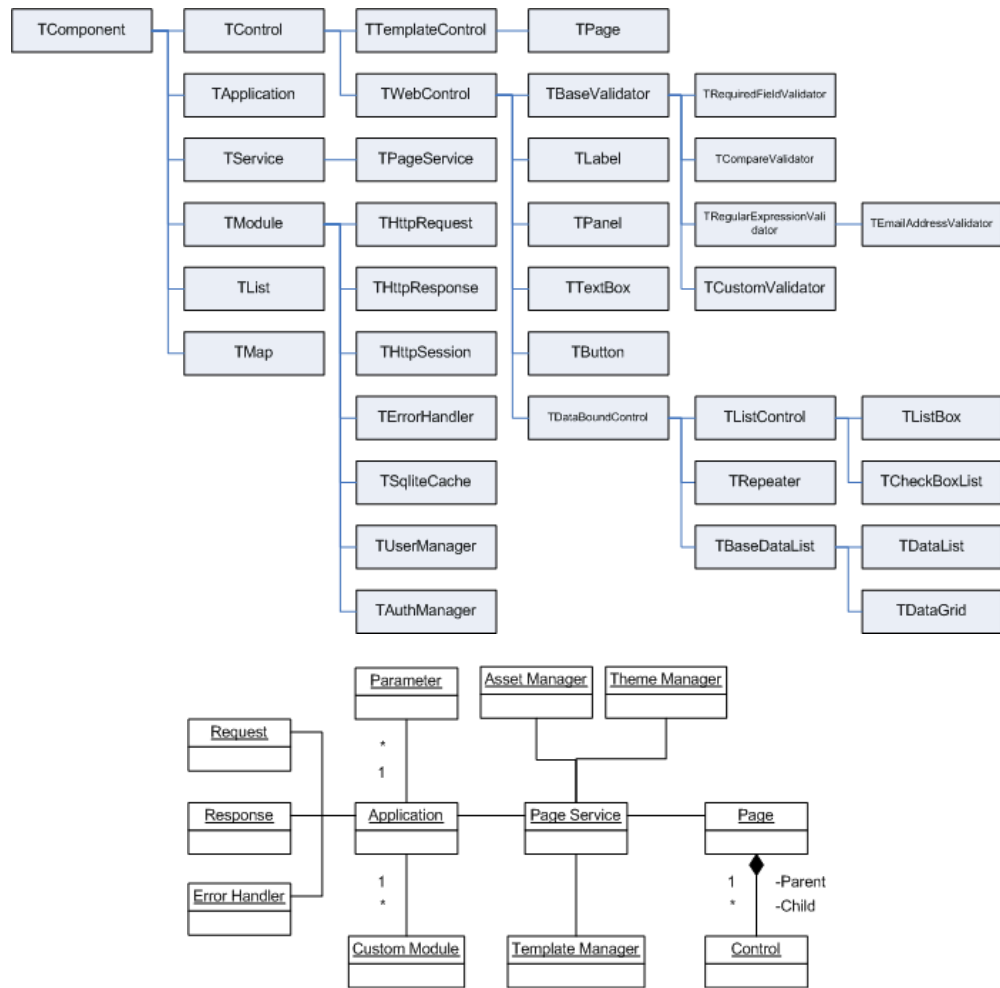 TComponent
TControl
TTemplateControl
TPage
TApplication
TWebControl
TBaseValidator
TRequiredFieldValidator
TService
TPageService
TLabel
TCompareValidator
TModule
THttpRequest
TPanel
TRegularExpressionVali
dator
TEmailAddressValidator
TList
THttpResponse
TTextBox
TCustomValidator
TMap
THttpSession
TButton
TErrorHandler
TDataBoundControl
TListControl
TListBox
TSqliteCache
TRepeater
TCheckBoxList
TUserManager
TBaseDataList
TDataList
TAuthManager
TDataGrid
Parameter
Asset Manager
Theme Manager
Request
*
1
Response
Application
Page Service
Page
Error Handler
1
*
1
-Parent
*
-Child
Custom Module
Template Manager
Control